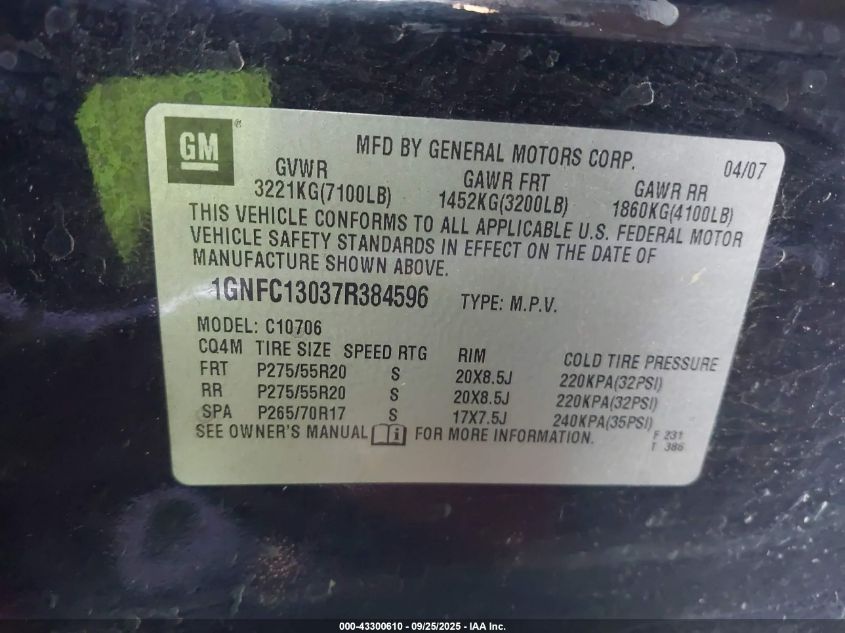 GM®
MFD BY GENERAL MOTORS CORP. 04/07
GVWR GAWR FRT GAWR RR
3221KG(7100LB) 1452KG(3200LB) 1860KG(4100LB)
THIS VEHICLE CONFORMS TO ALL APPLICABLE U.S. FEDERAL MOTOR
VEHICLE SAFETY STANDARDS IN EFFECT ON THE DATE OF
MANUFACTURE SHOWN ABOVE.
1GNFC13037R384596 TYPE: M.P.V.
MODEL: C10706
CQ4M TIRE SIZE SPEED RTG RIM COLD TIRE PRESSURE
FRT P275/55R20 S 20X8.5J 220KPA(32PSI)
RR P275/55R20 S 20X8.5J 220KPA(32PSI)
SPA P265/70R17 S 17X7.5J 240KPA(35PSI)
SEE OWNER'S MANUAL i FOR MORE INFORMATION.
F 231
T 386
000-43300610 - 09/25/2025 - IAA Inc.